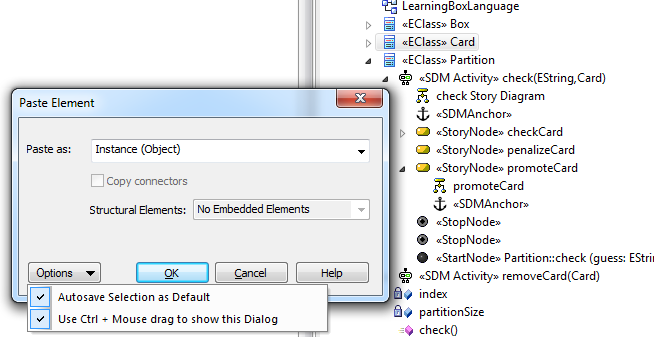 LearningBoxLanguage
«EClass» Box
«EClass» Card
«EClass» Partition
«SDM Activity» check(EString,Card)
check Story Diagram
«SDMAnchor»
«StoryNode» checkCard
«StoryNode» penalizeCard
«StoryNode» promoteCard
promoteCard
«SDMAnchor»
«StopNode»
«StopNode»
«StartNode» Partition::check (guess: EStrin
«SDM Activity» removeCard(Card)
index
partitionSize
check()
Paste Element
Paste as: Instance (Object)
Copy connectors
Structural Elements: No Embedded Elements
Options OK Cancel Help
Autosave Selection as Default
Use Ctrl + Mouse drag to show this Dialog